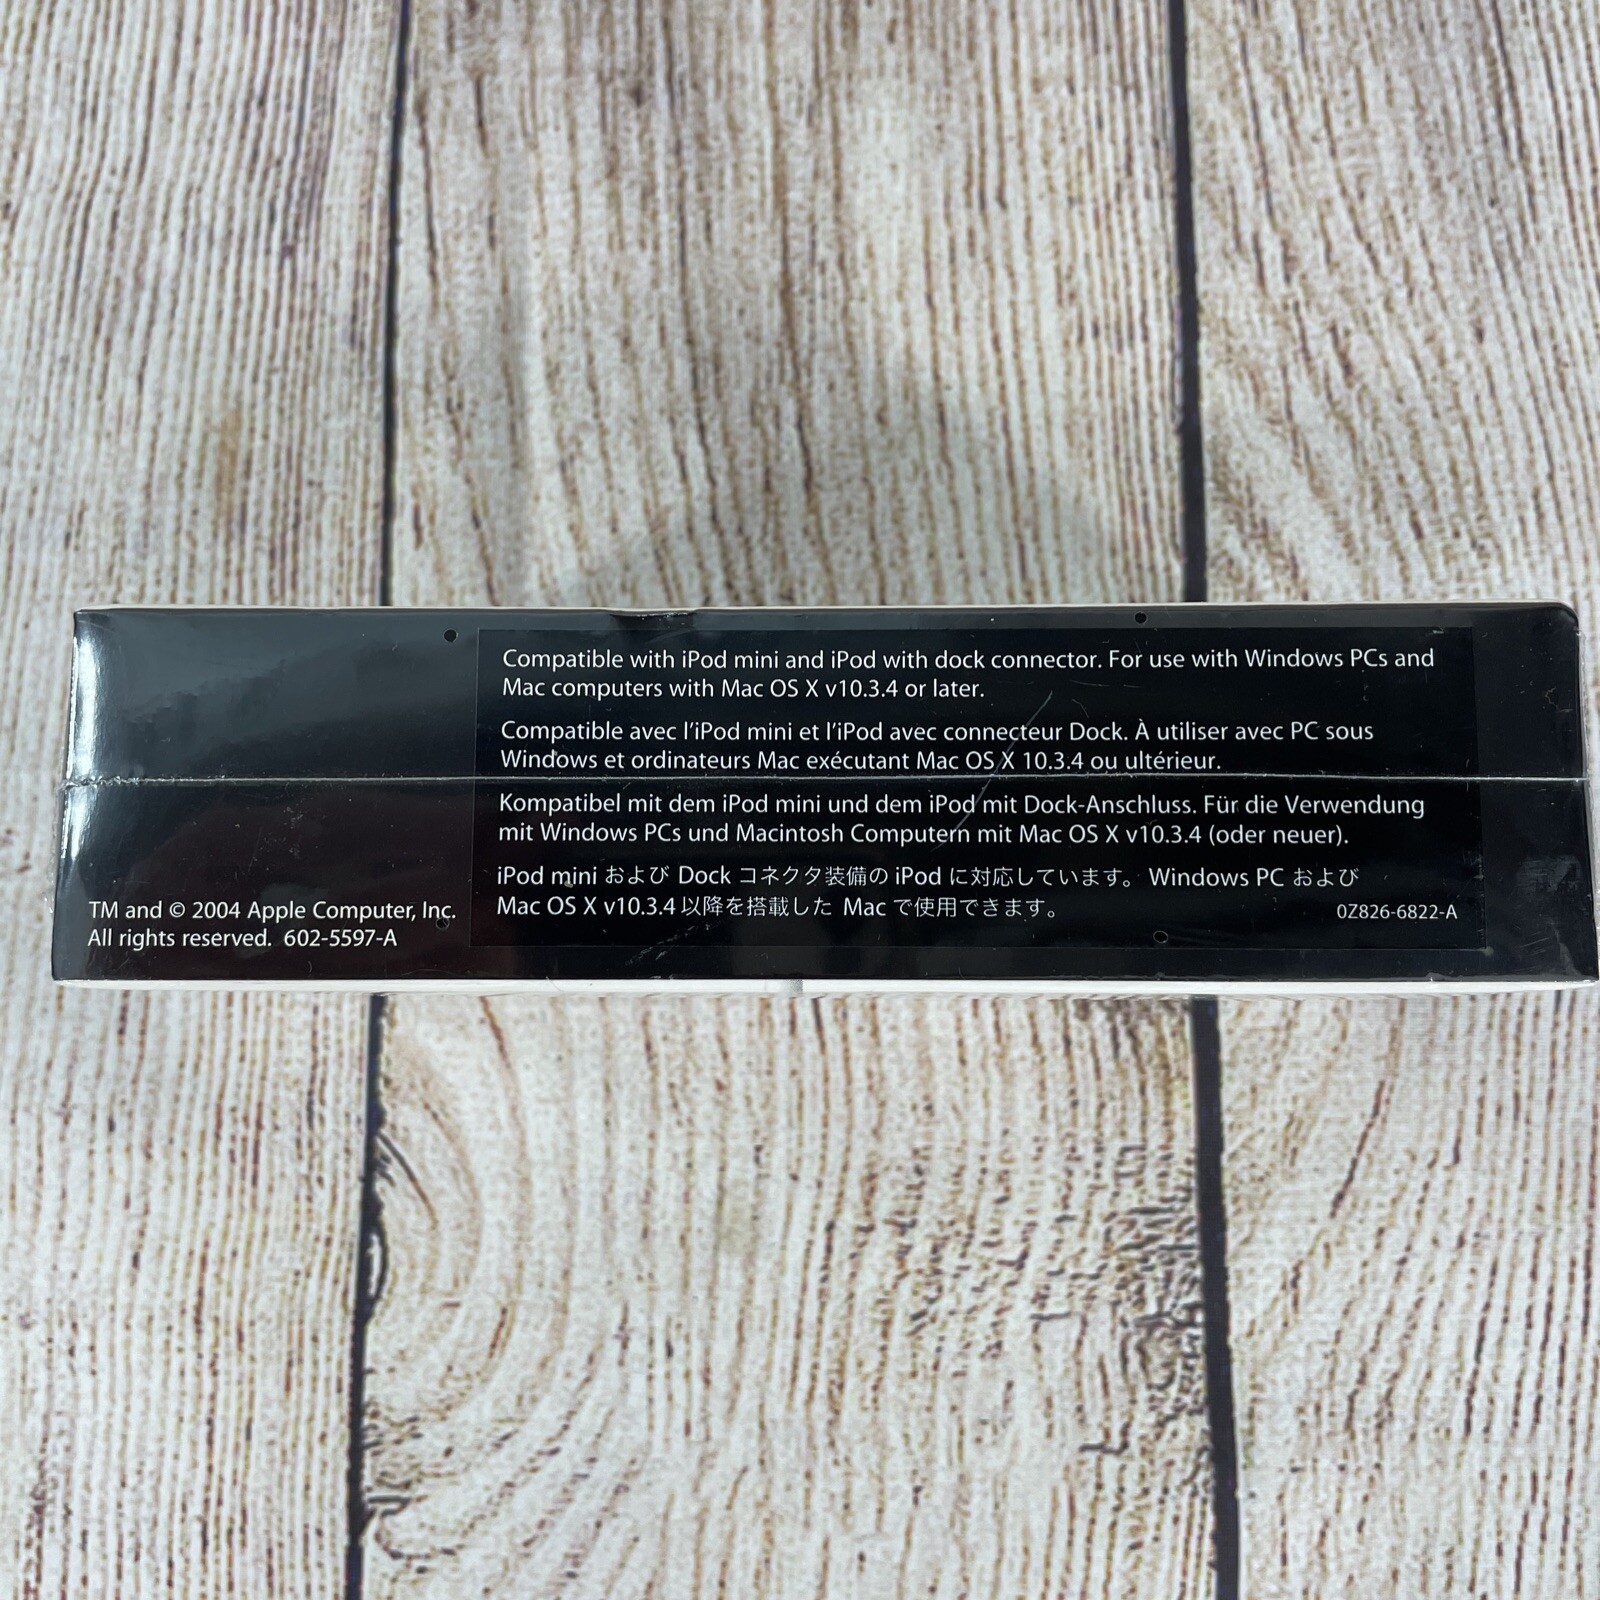 Compatible with iPod mini and iPod with dock connector. For use with Windows PCs and
Mac computers with Mac OS X v10.3.4 or later.
Compatible avec l'iPod mini et l'iPod avec connecteur Dock. À utiliser avec PC sous
Windows et ordinateurs Mac exécutant Mac OS X 10.3.4 ou ultérieur.
Kompatibel mit dem iPod mini und dem iPod mit Dock-Anschluss. Für die Verwendung
mit Windows PCs und Macintosh Computern mit Mac OS X v10.3.4 (oder neuer).
iPod mini および Dock コネクタ装備の iPod に対応しています。 Windows PC および
Mac OS X v10.3.4 以降を搭載した Mac で使用できます。
0Z826-6822-A
TM and © 2004 Apple Computer, Inc.
All rights reserved. 602-5597-A